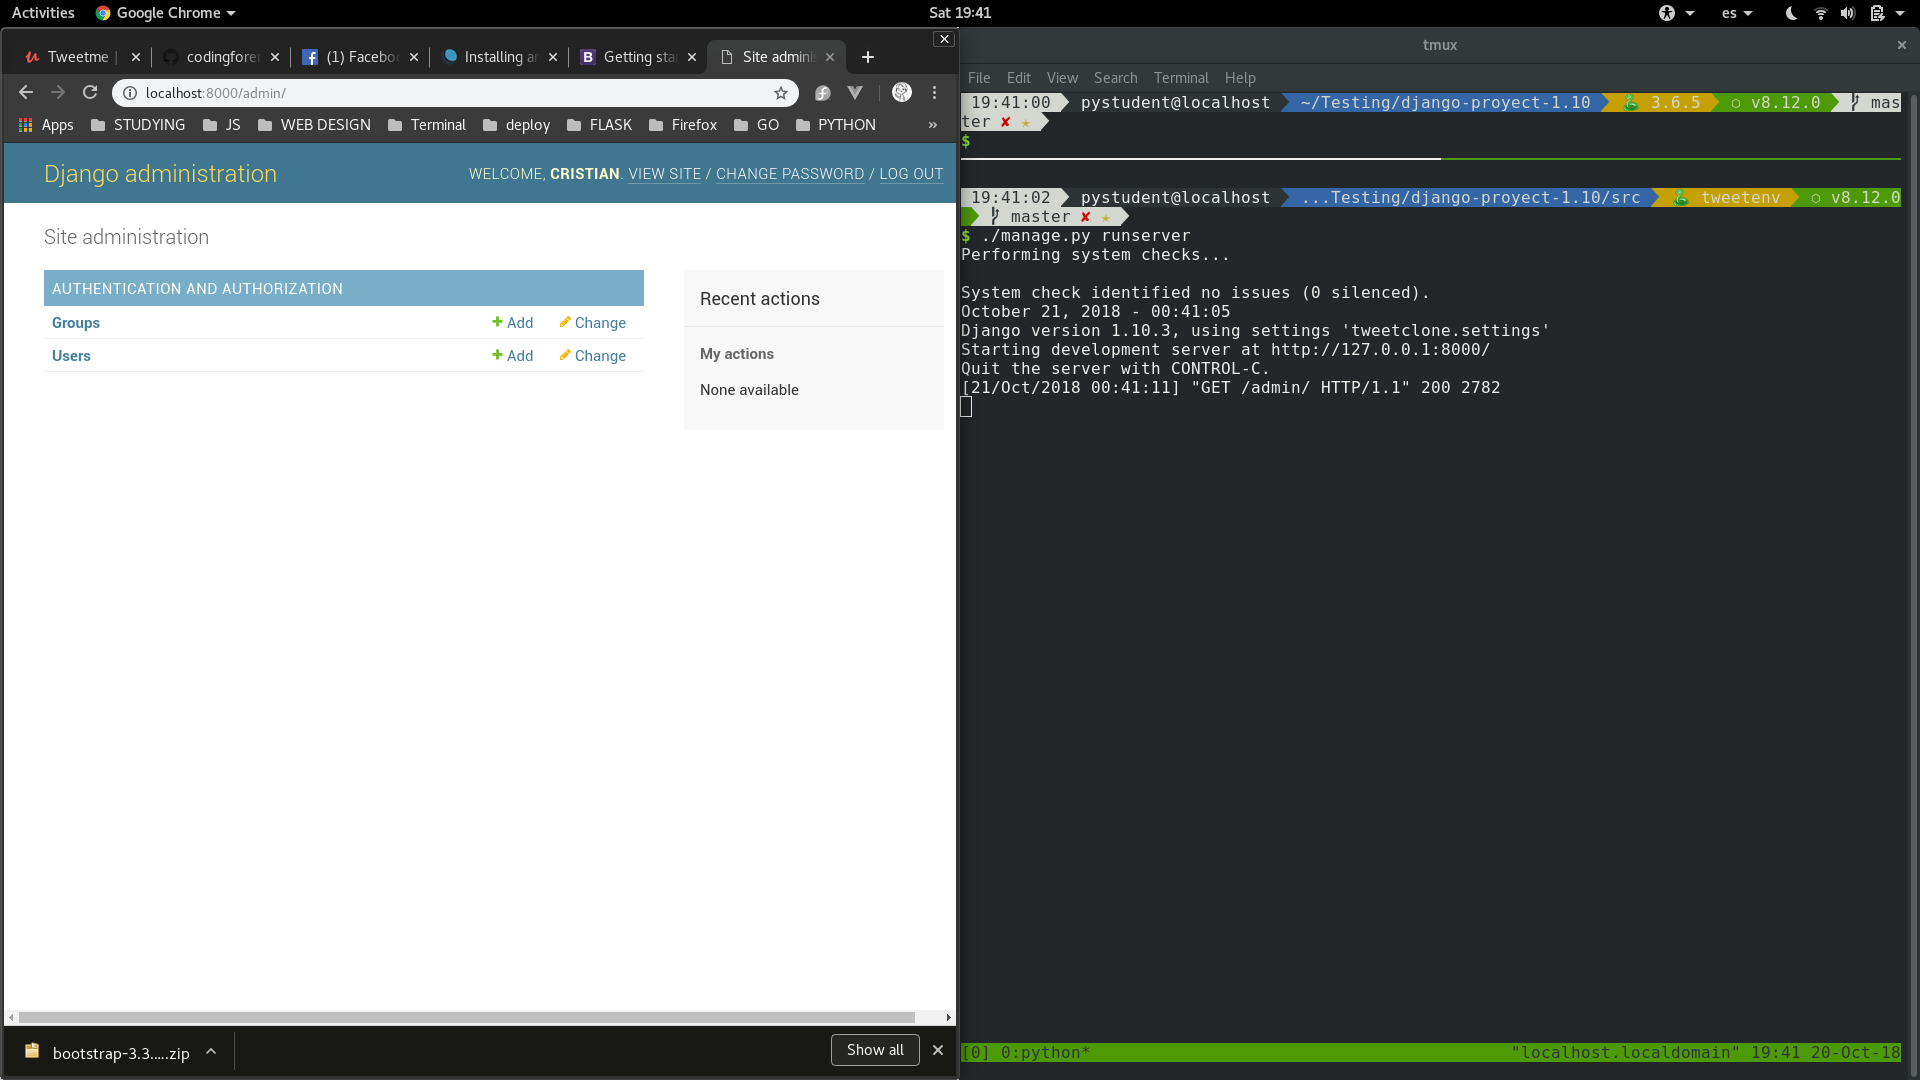 Activities Google Chrome Sat 19:41 es
Tweetme | codingforen (1) Facebo Installing an Getting sta Site adminis
localhost:8000/admin/
Apps STUDYING JS WEB DESIGN Terminal deploy FLASK Firefox GO PYTHON »
Django administration
WELCOME, CRISTIAN. VIEW SITE / CHANGE PASSWORD / LOG OUT
Site administration
AUTHENTICATION AND AUTHORIZATION
Groups Add Change
Users Add Change
Recent actions
My actions
None available
bootstrap-3.3.....zip Show all
tmux
File Edit View Search Terminal Help
19:41:00 pystudent@localhost ~/Testing/django-proyect-1.10 3.6.5 v8.12.0 mas
ter ✘ ★
$
19:41:02 pystudent@localhost ...Testing/django-proyect-1.10/src tweetenv v8.12.0
master ✘ ★
$ ./manage.py runserver
Performing system checks...
System check identified no issues (0 silenced).
October 21, 2018 - 00:41:05
Django version 1.10.3, using settings 'tweetclone.settings'
Starting development server at http://127.0.0.1:8000/
Quit the server with CONTROL-C.
[21/Oct/2018 00:41:11] "GET /admin/ HTTP/1.1" 200 2782
[0] 0:python* "localhost.localdomain" 19:41 20-Oct-18